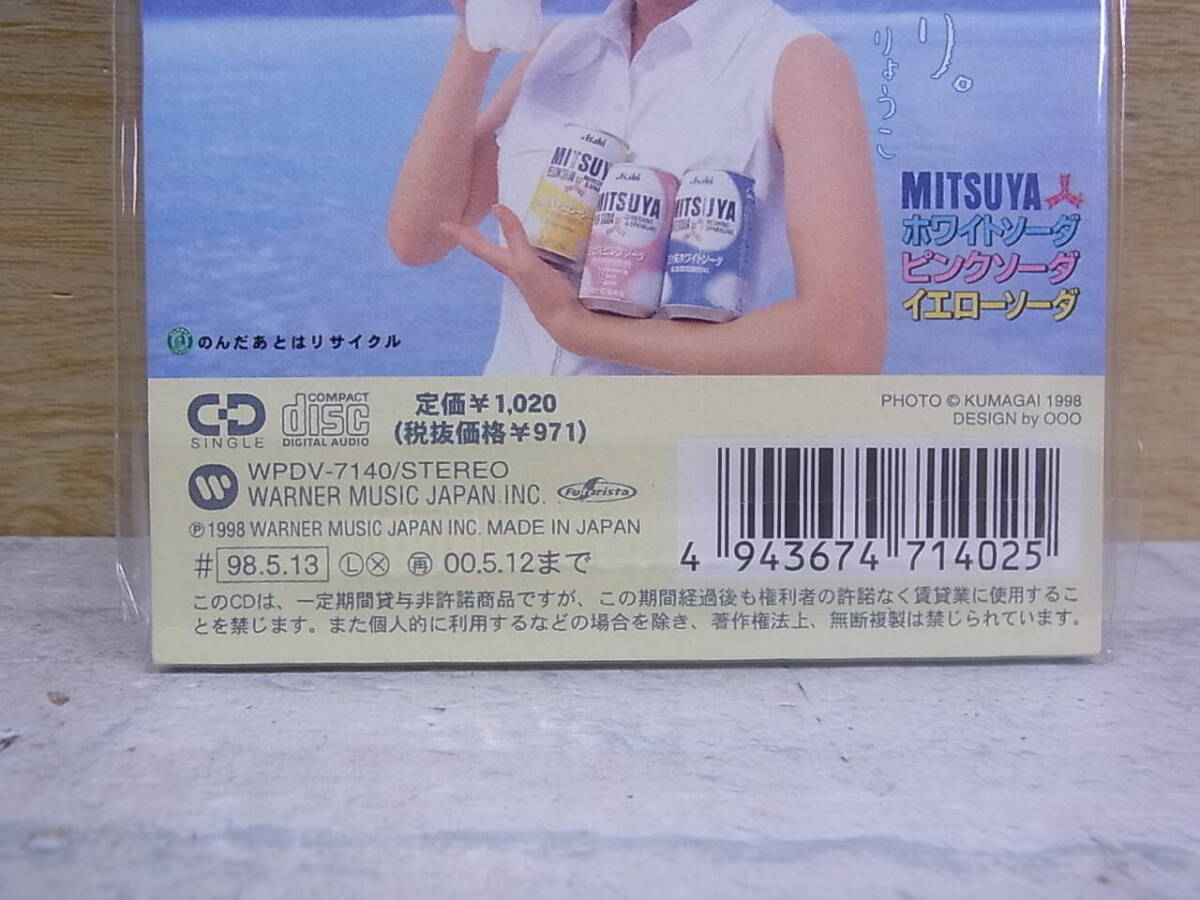 り。
りょうこ
Asahi
MITSUYA
Asahi
MITSUYA
Asahi
MITSUYA
MITSUYA
ホワイトソーダ
ピンクソーダ
イエローソーダ
のんだあとはリサイクル
CD
SINGLE
COMPACT
disc
DIGITAL AUDIO
定価￥1,020
(税抜価格￥971)
PHOTO © KUMAGAI 1998
DESIGN by OOO
WPDV-7140/STEREO
WARNER MUSIC JAPAN INC.
Futurista
Ⓟ1998 WARNER MUSIC JAPAN INC. MADE IN JAPAN
# 98.5.13 Ⓛ Ⓧ ㊢ 00.5.12まで
4 943674 714025
このCDは、一定期間貸与非許諾商品ですが、この期間経過後も権利者の許諾なく賃貸業に使用するこ
とを禁じます。また個人的に利用するなどの場合を除き、著作権法上、無断複製は禁じられています。